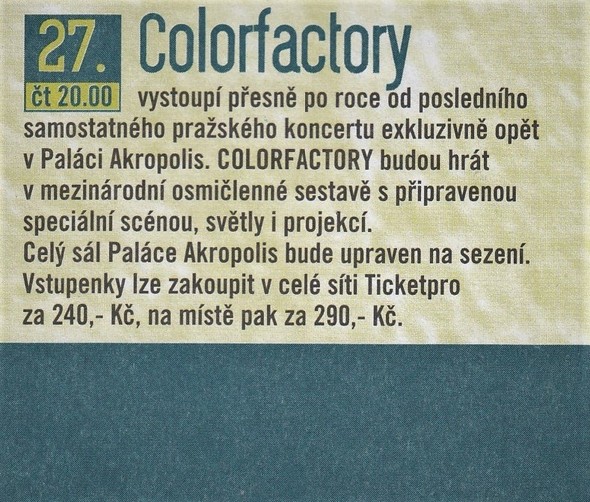 27. Colorfactory
čt 20.00 vystoupí přesně po roce od posledního
samostatného pražského koncertu exkluzivně opět
v Paláci Akropolis. COLORFACTORY budou hrát
v mezinárodní osmičlenné sestavě s připravenou
speciální scénou, světly i projekcí.
Celý sál Paláce Akropolis bude upraven na sezení.
Vstupenky lze zakoupit v celé síti Ticketpro
za 240,- Kč, na místě pak za 290,- Kč.